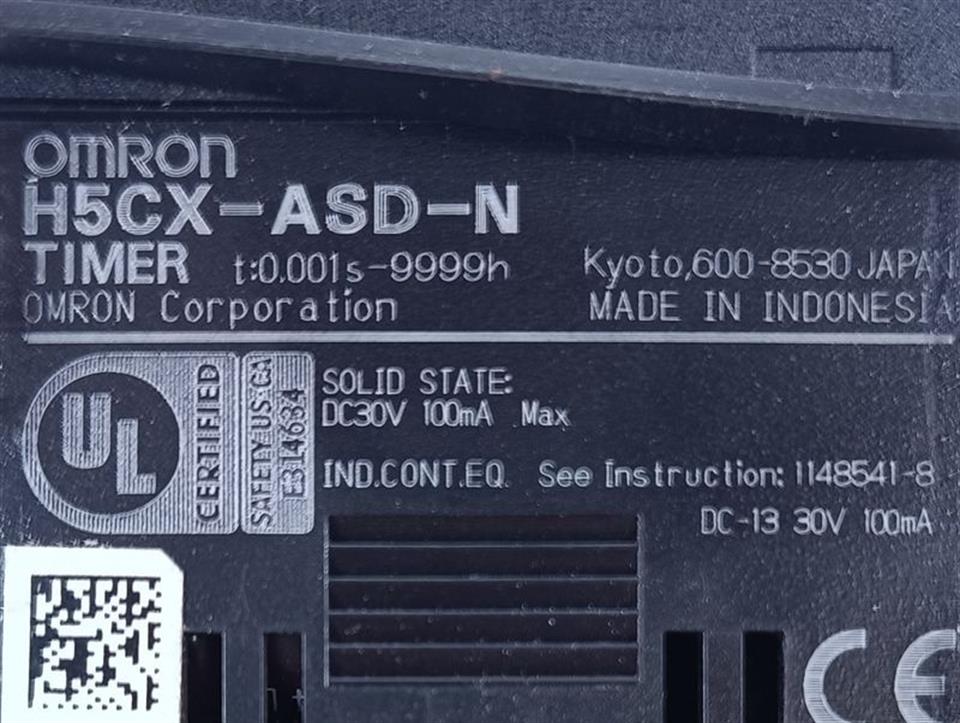 OMRON
H5CX-ASD-N
TIMER t:0.001s-9999h Kyoto,600-8530 JAPAN
OMRON Corporation MADE IN INDONESIA
UL
CERTIFIED
SAFETY US-CA
E314634
SOLID STATE:
DC30V 100mA Max
IND.CONT.EQ. See Instruction: 1148541-8
DC-13 30V 100mA
CE